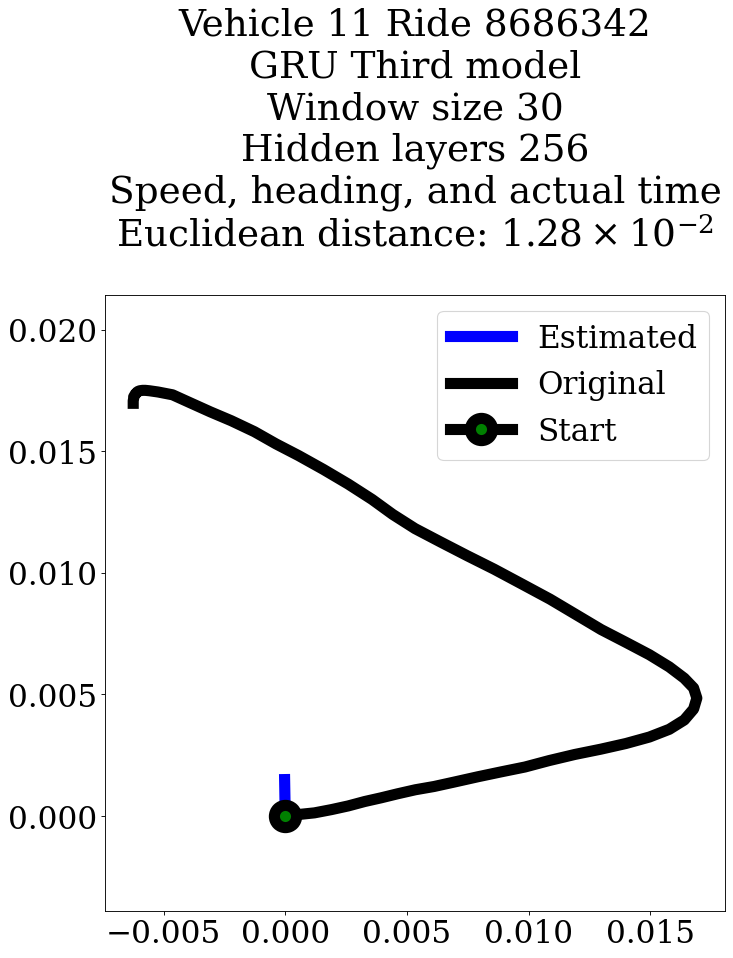 Vehicle 11 Ride 8686342
GRU Third model
Window size 30
Hidden layers 256
Speed, heading, and actual time
Euclidean distance: 1.28 × 10⁻²
Estimated
Original
Start
0.020
0.015
0.010
0.005
0.000
−0.005 0.000 0.005 0.010 0.015